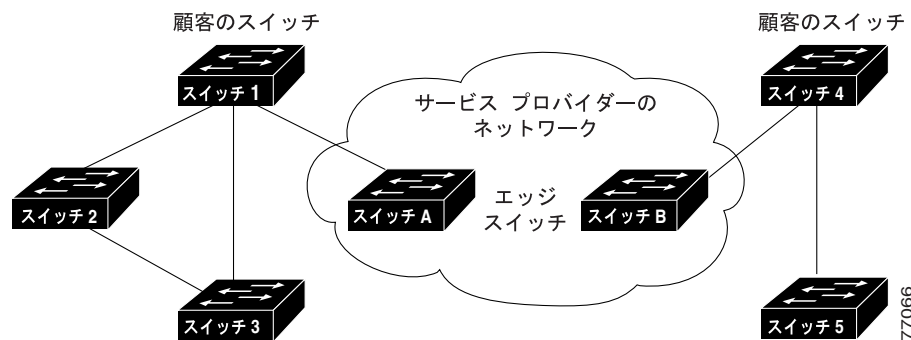 顧客のスイッチ
顧客のスイッチ
スイッチ 1
スイッチ 4
サービス プロバイダーの
ネットワーク
スイッチ 2
スイッチ A
エッジ
スイッチ
スイッチ B
スイッチ 3
スイッチ 5
77066